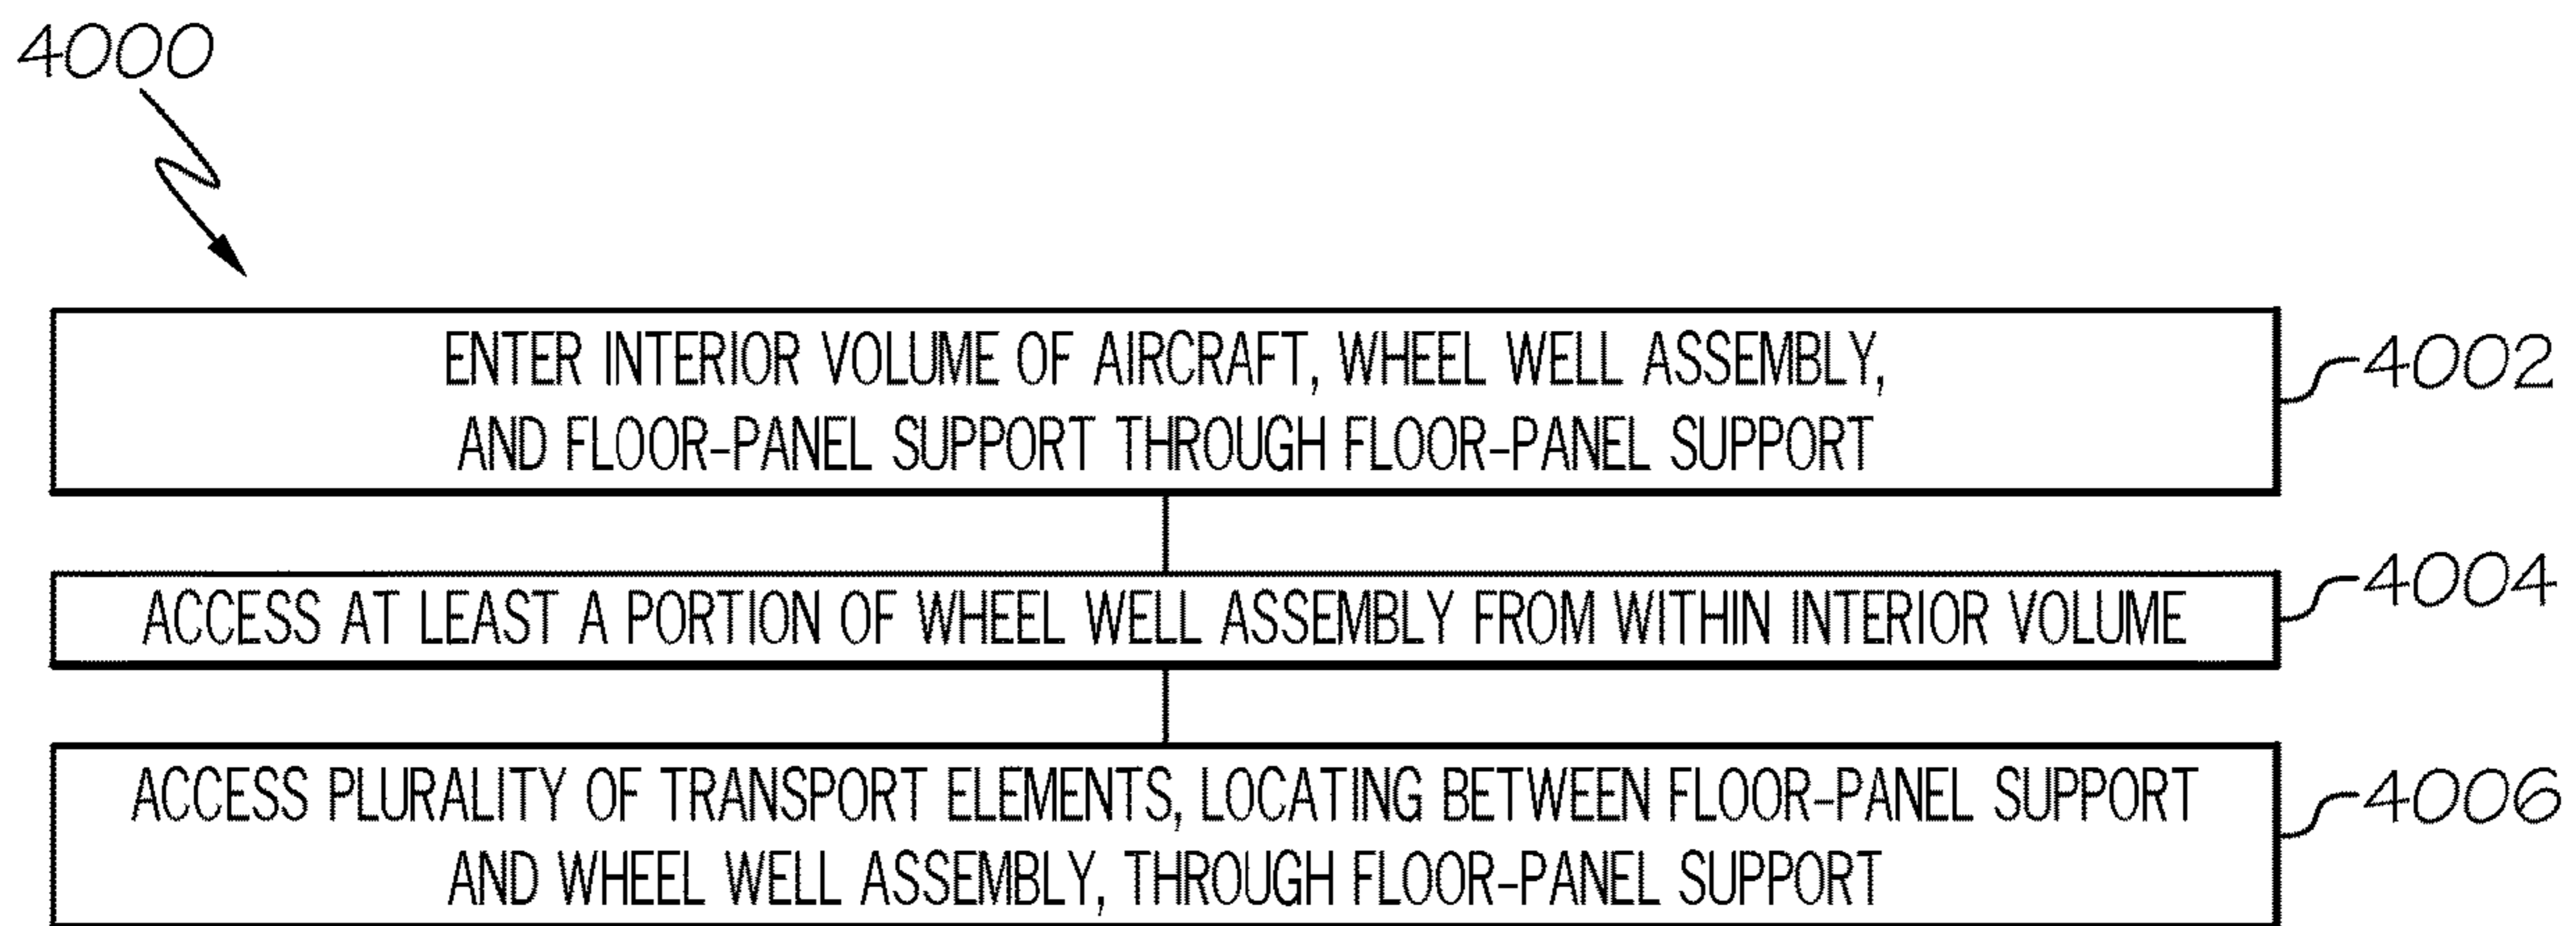 4000
ENTER INTERIOR VOLUME OF AIRCRAFT, WHEEL WELL ASSEMBLY,
AND FLOOR-PANEL SUPPORT THROUGH FLOOR-PANEL SUPPORT
4002
ACCESS AT LEAST A PORTION OF WHEEL WELL ASSEMBLY FROM WITHIN INTERIOR VOLUME
4004
ACCESS PLURALITY OF TRANSPORT ELEMENTS, LOCATING BETWEEN FLOOR-PANEL SUPPORT
AND WHEEL WELL ASSEMBLY, THROUGH FLOOR-PANEL SUPPORT
4006